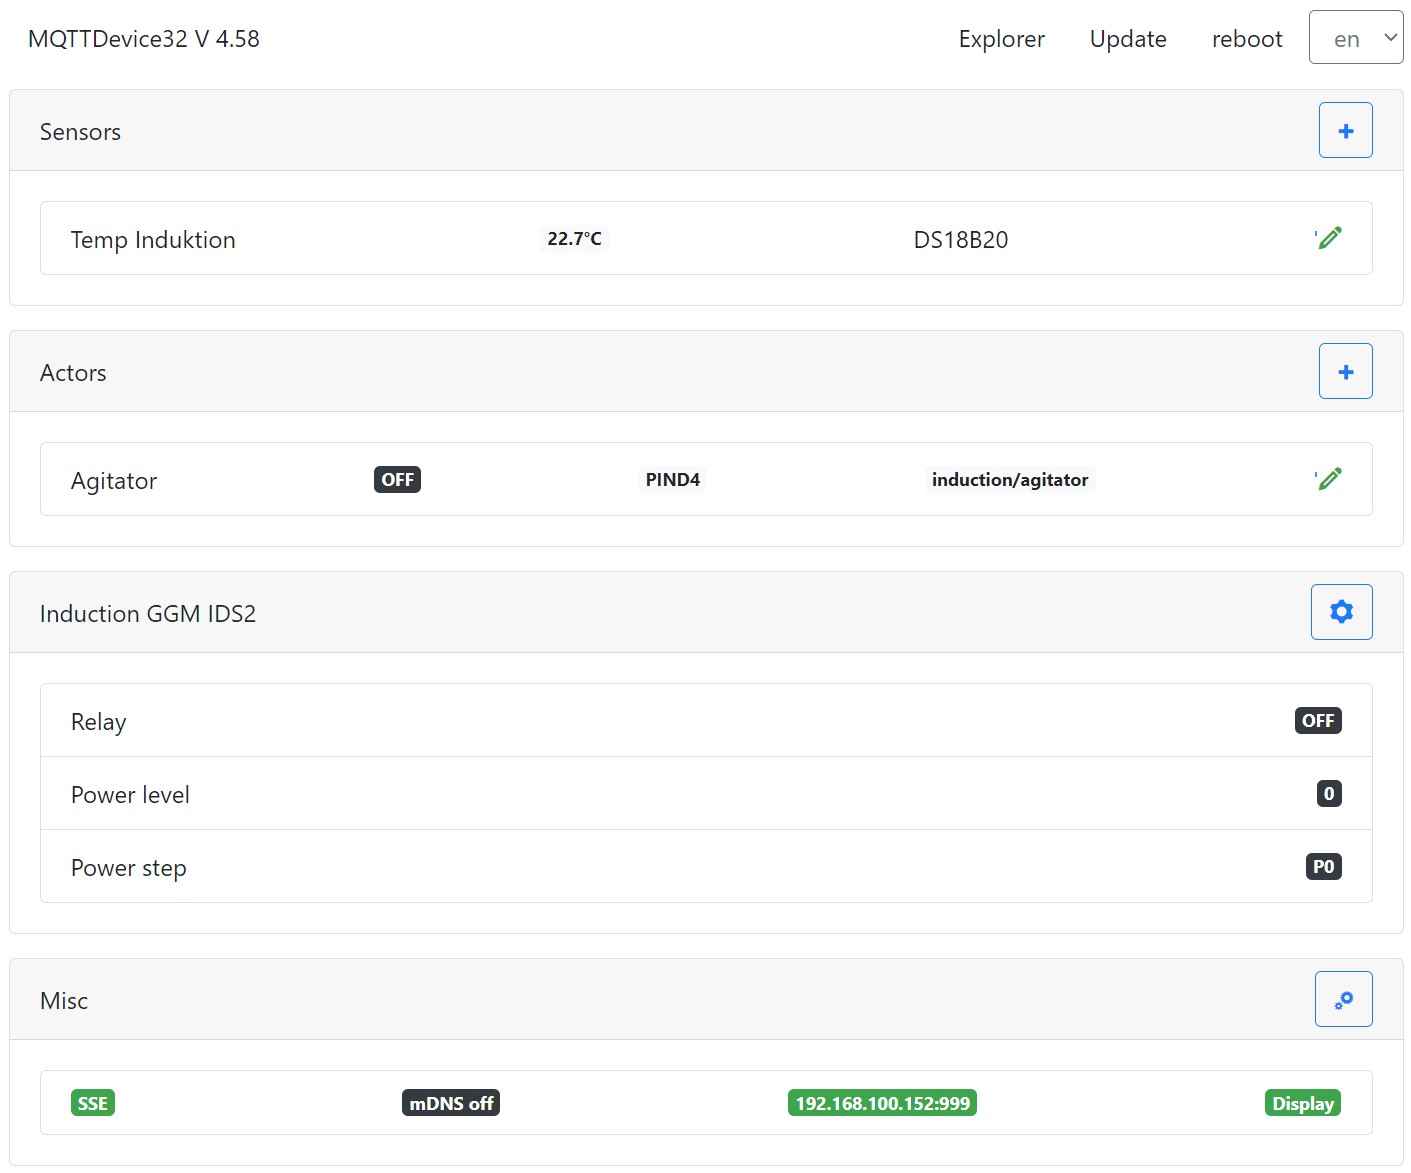 MQTTDevice32 V 4.58 Explorer Update reboot en
Sensors
Temp Induktion 22.7°C DS18B20
Actors
Agitator OFF PIND4 induction/agitator
Induction GGM IDS2
Relay OFF
Power level 0
Power step P0
Misc
SSE mDNS off 192.168.100.152:999 Display